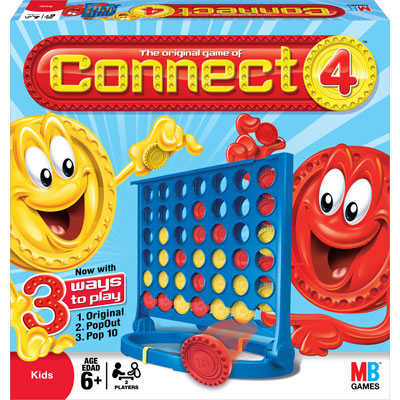 The original game of
Connect 4
Now with
3 ways
to play
1. Original
2. PopOut
3. Pop 10
Kids
AGE
EDAD
6+
2
PLAYERS
MB
GAMES